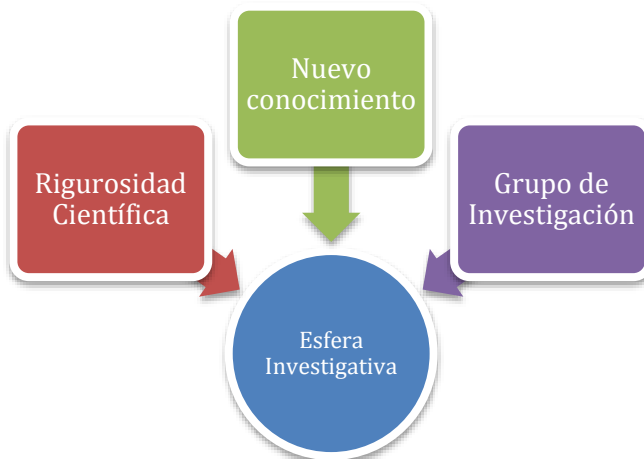 Nuevo
conocimiento
Rigurosidad
Científica
Grupo de
Investigación
Esfera
Investigativa